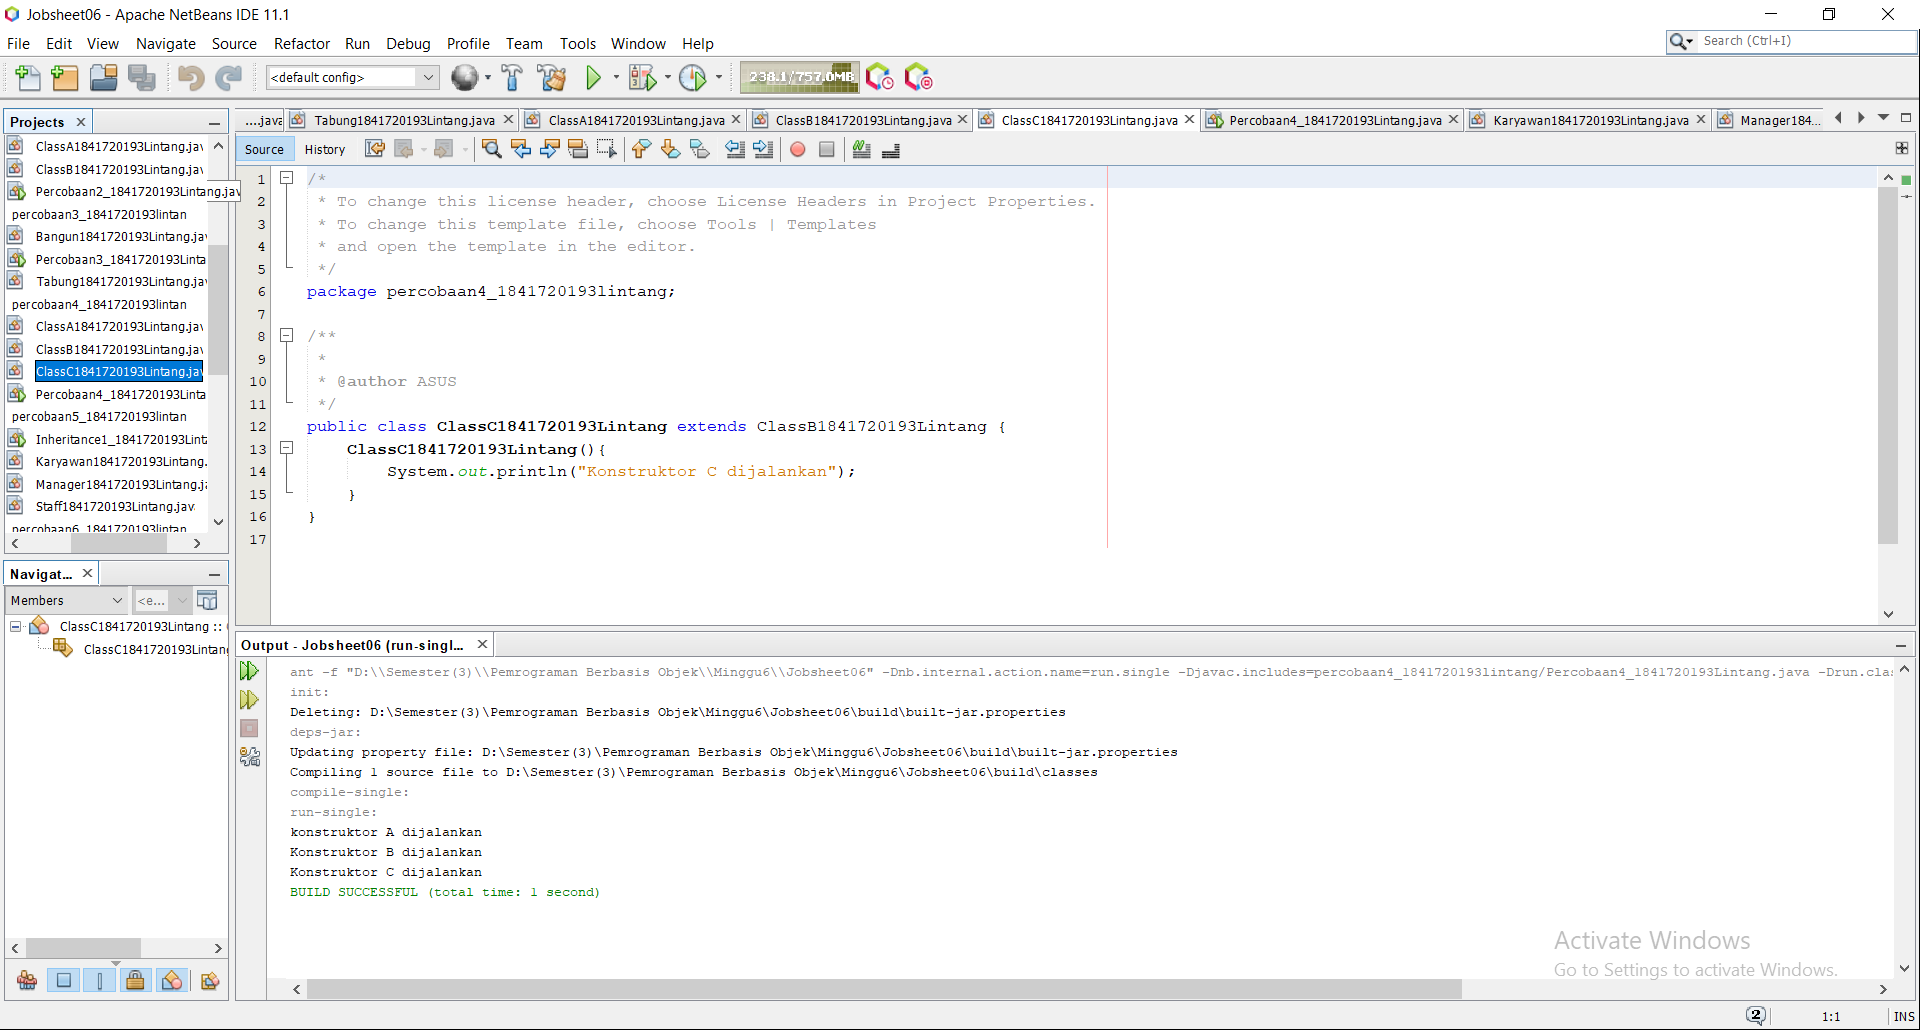 Jobsheet06 - Apache NetBeans IDE 11.1
File Edit View Navigate Source Refactor Run Debug Profile Team Tools Window Help
Search (Ctrl+I)
<default config>
238.1/757.0MB
Projects
ClassA1841720193Lintang.jav
ClassB1841720193Lintang.jav
Percobaan2_1841720193Lintang.jav
percobaan3_1841720193lintan
Bangun1841720193Lintang.jav
Percobaan3_1841720193Linta
Tabung1841720193Lintang.jav
percobaan4_1841720193lintan
ClassA1841720193Lintang.jav
ClassB1841720193Lintang.jav
ClassC1841720193Lintang.jav
Percobaan4_1841720193Linta
percobaan5_1841720193lintan
Inheritance1_1841720193Lint
Karyawan1841720193Lintang.
Manager1841720193Lintang.j
Staff1841720193Lintang.jav
percobaan6_1841720193lintan
Navigat...
Members
<e...
ClassC1841720193Lintang ::
ClassC1841720193Lintang
....java Tabung1841720193Lintang.java ClassA1841720193Lintang.java ClassB1841720193Lintang.java ClassC1841720193Lintang.java Percobaan4_1841720193Lintang.java Karyawan1841720193Lintang.java Manager184...
Source History
1 /*
2 * To change this license header, choose License Headers in Project Properties.
3 * To change this template file, choose Tools | Templates
4 * and open the template in the editor.
5 */
6 package percobaan4_1841720193lintang;
7
8 /**
9 *
10 * @author ASUS
11 */
12 public class ClassC1841720193Lintang extends ClassB1841720193Lintang {
13 ClassC1841720193Lintang(){
14 System.out.println("Konstruktor C dijalankan");
15 }
16 }
17
Output - Jobsheet06 (run-singl...
ant -f "D:\\Semester(3)\\Pemrograman Berbasis Objek\\Minggu6\\Jobsheet06" -Dnb.internal.action.name=run.single -Djavac.includes=percobaan4_1841720193lintang/Percobaan4_1841720193Lintang.java -Drun.cla
init:
Deleting: D:\Semester(3)\Pemrograman Berbasis Objek\Minggu6\Jobsheet06\build\built-jar.properties
deps-jar:
Updating property file: D:\Semester(3)\Pemrograman Berbasis Objek\Minggu6\Jobsheet06\build\built-jar.properties
Compiling 1 source file to D:\Semester(3)\Pemrograman Berbasis Objek\Minggu6\Jobsheet06\build\classes
compile-single:
run-single:
konstruktor A dijalankan
Konstruktor B dijalankan
Konstruktor C dijalankan
BUILD SUCCESSFUL (total time: 1 second)
Activate Windows
Go to Settings to activate Windows.
2
1:1
INS